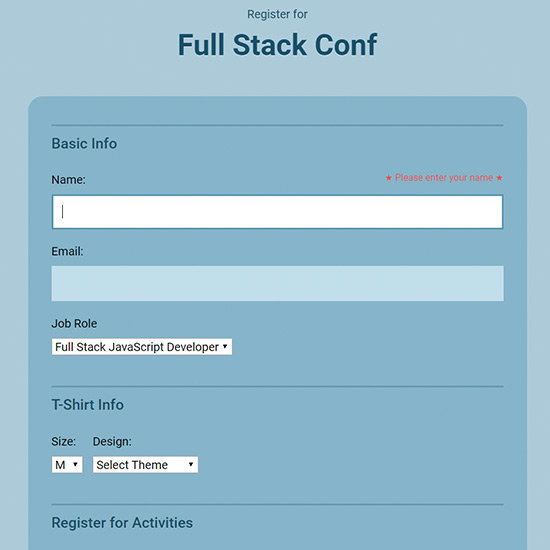 Register for
Full Stack Conf
Basic Info
Name: ★ Please enter your name ★
Email:
Job Role
Full Stack JavaScript Developer ▼
T-Shirt Info
Size: Design:
M ▼ Select Theme ▼
Register for Activities